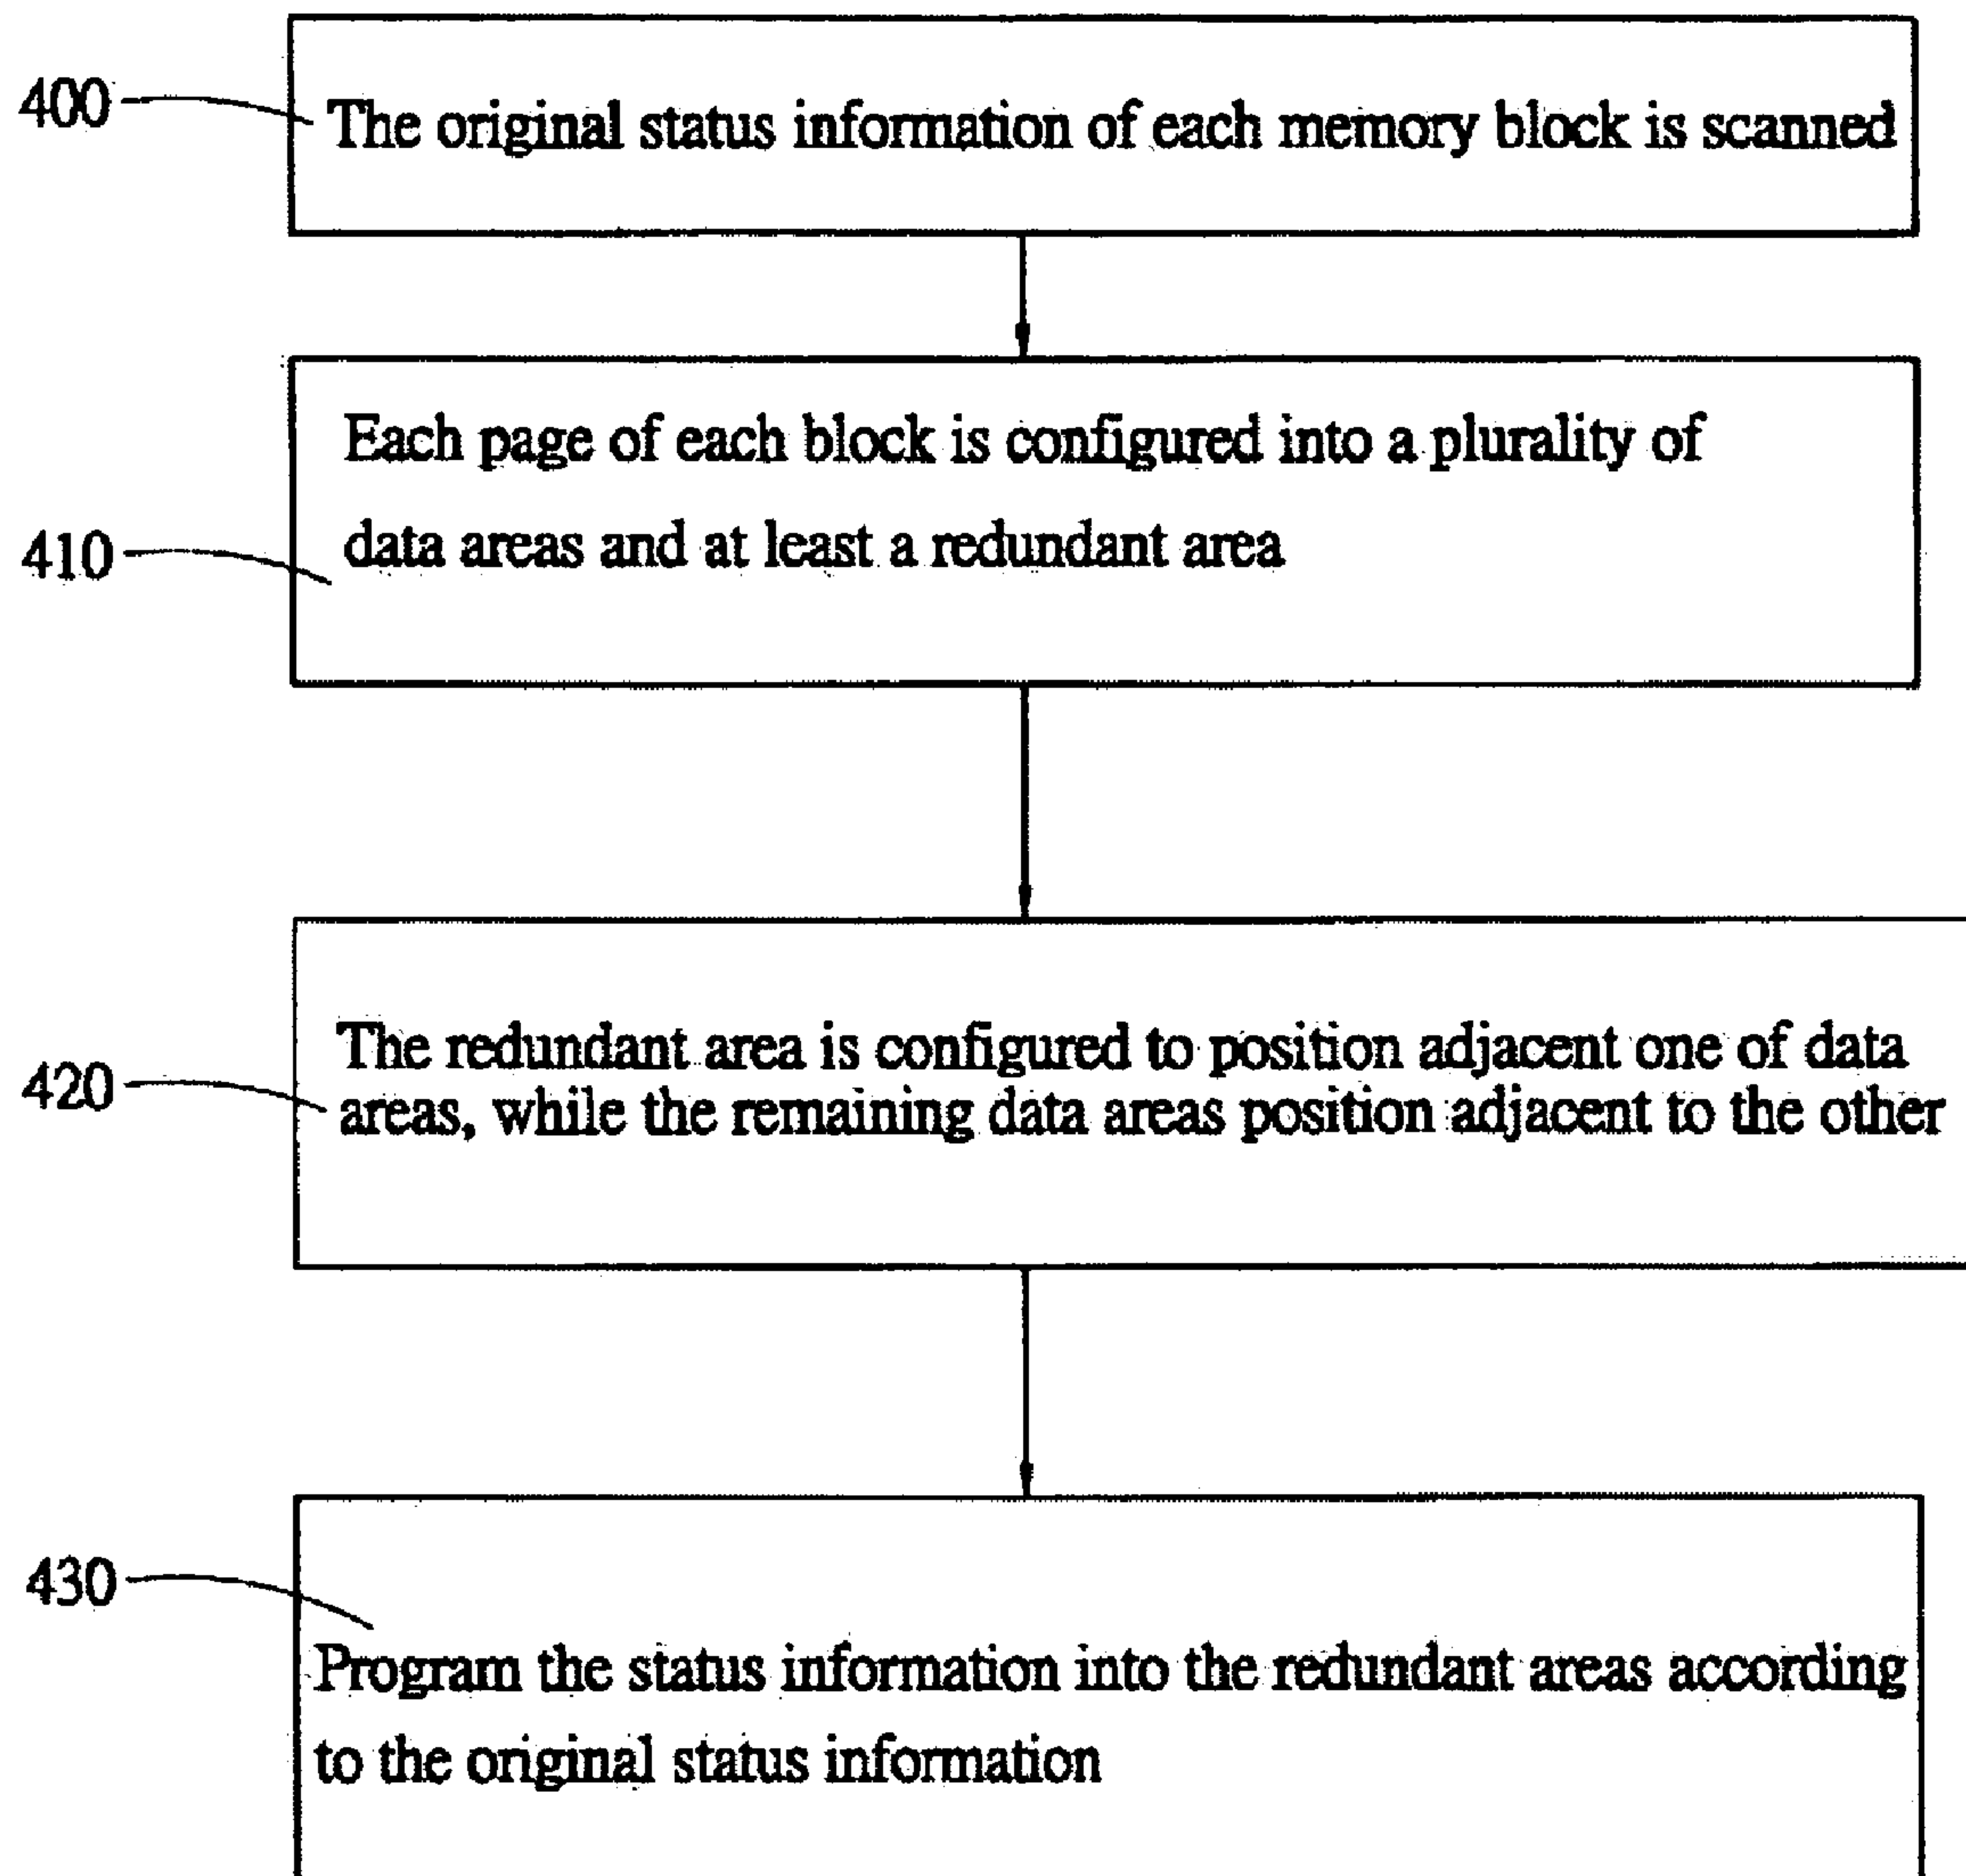 400
The original status information of each memory block is scanned
Each page of each block is configured into a plurality of
410
data areas and at least a redundant area
The redundant area is configured to position adjacent one of data
420
areas, while the remaining data areas position adjacent to the other
430
Program the status information into the redundant areas according
to the original status information